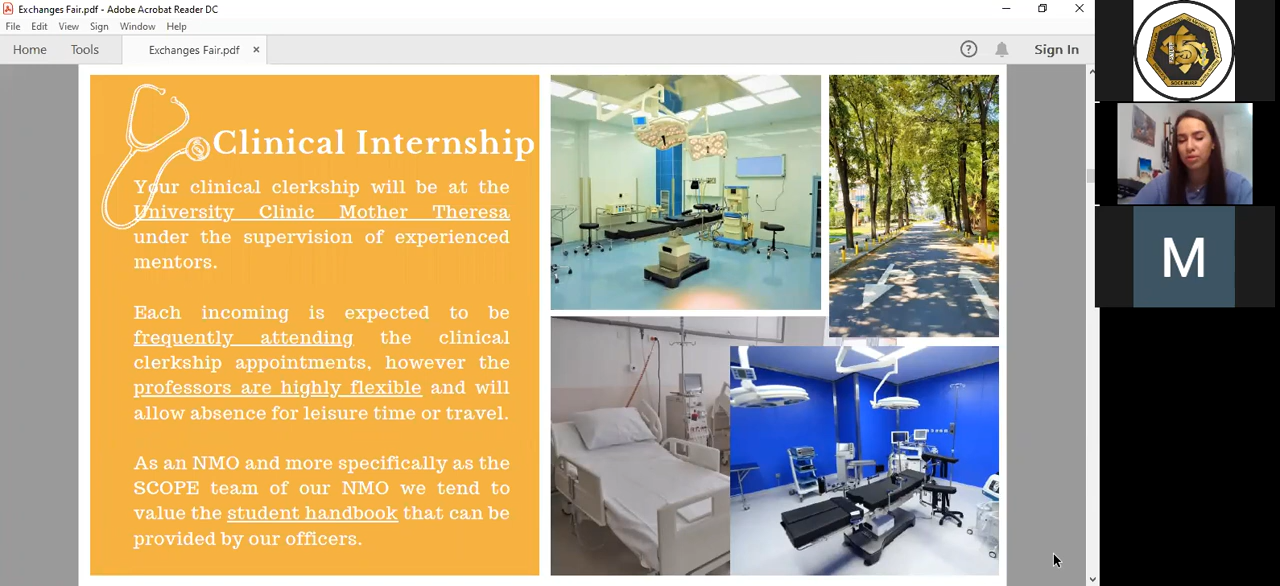 Exchanges Fair.pdf - Adobe Acrobat Reader DC
File Edit View Sign Window Help
Home Tools Exchanges Fair.pdf × Sign In
Clinical Internship
Your clinical clerkship will be at the
University Clinic Mother Theresa
under the supervision of experienced
mentors.
Each incoming is expected to be
frequently attending the clinical
clerkship appointments, however the
professors are highly flexible and will
allow absence for leisure time or travel.
As an NMO and more specifically as the
SCOPE team of our NMO we tend to
value the student handbook that can be
provided by our officers.
15
M